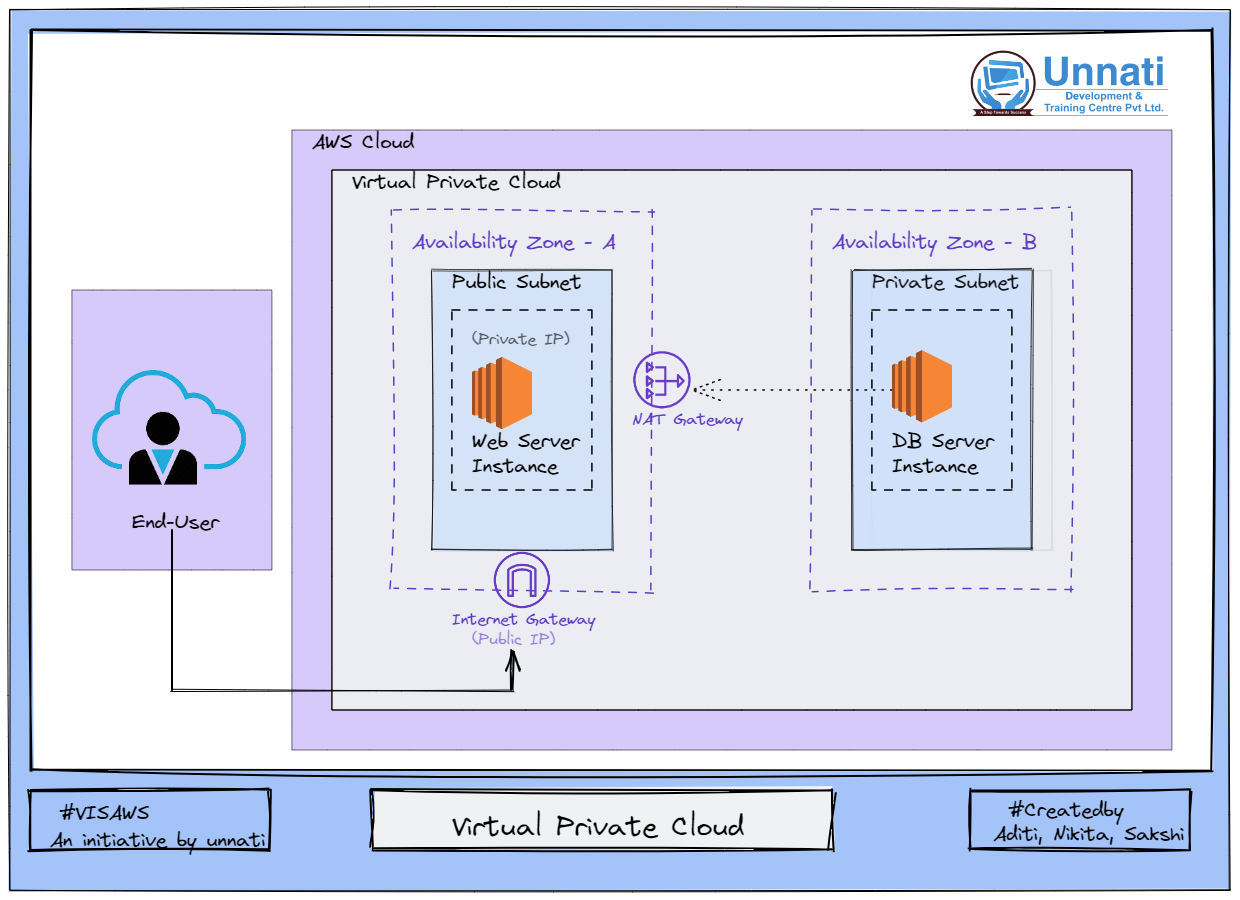 Unnati
Development &
Training Centre Pvt Ltd.
A Step Towards Success
AWS Cloud
Virtual Private Cloud
Availability Zone - A
Availability Zone - B
Public Subnet
Private Subnet
(Private IP)
NAT Gateway
Web Server
Instance
DB Server
Instance
End-User
Internet Gateway
(Public IP)
#VISAWS
An initiative by unnati
Virtual Private Cloud
#Createdby
Aditi, Nikita, Sakshi